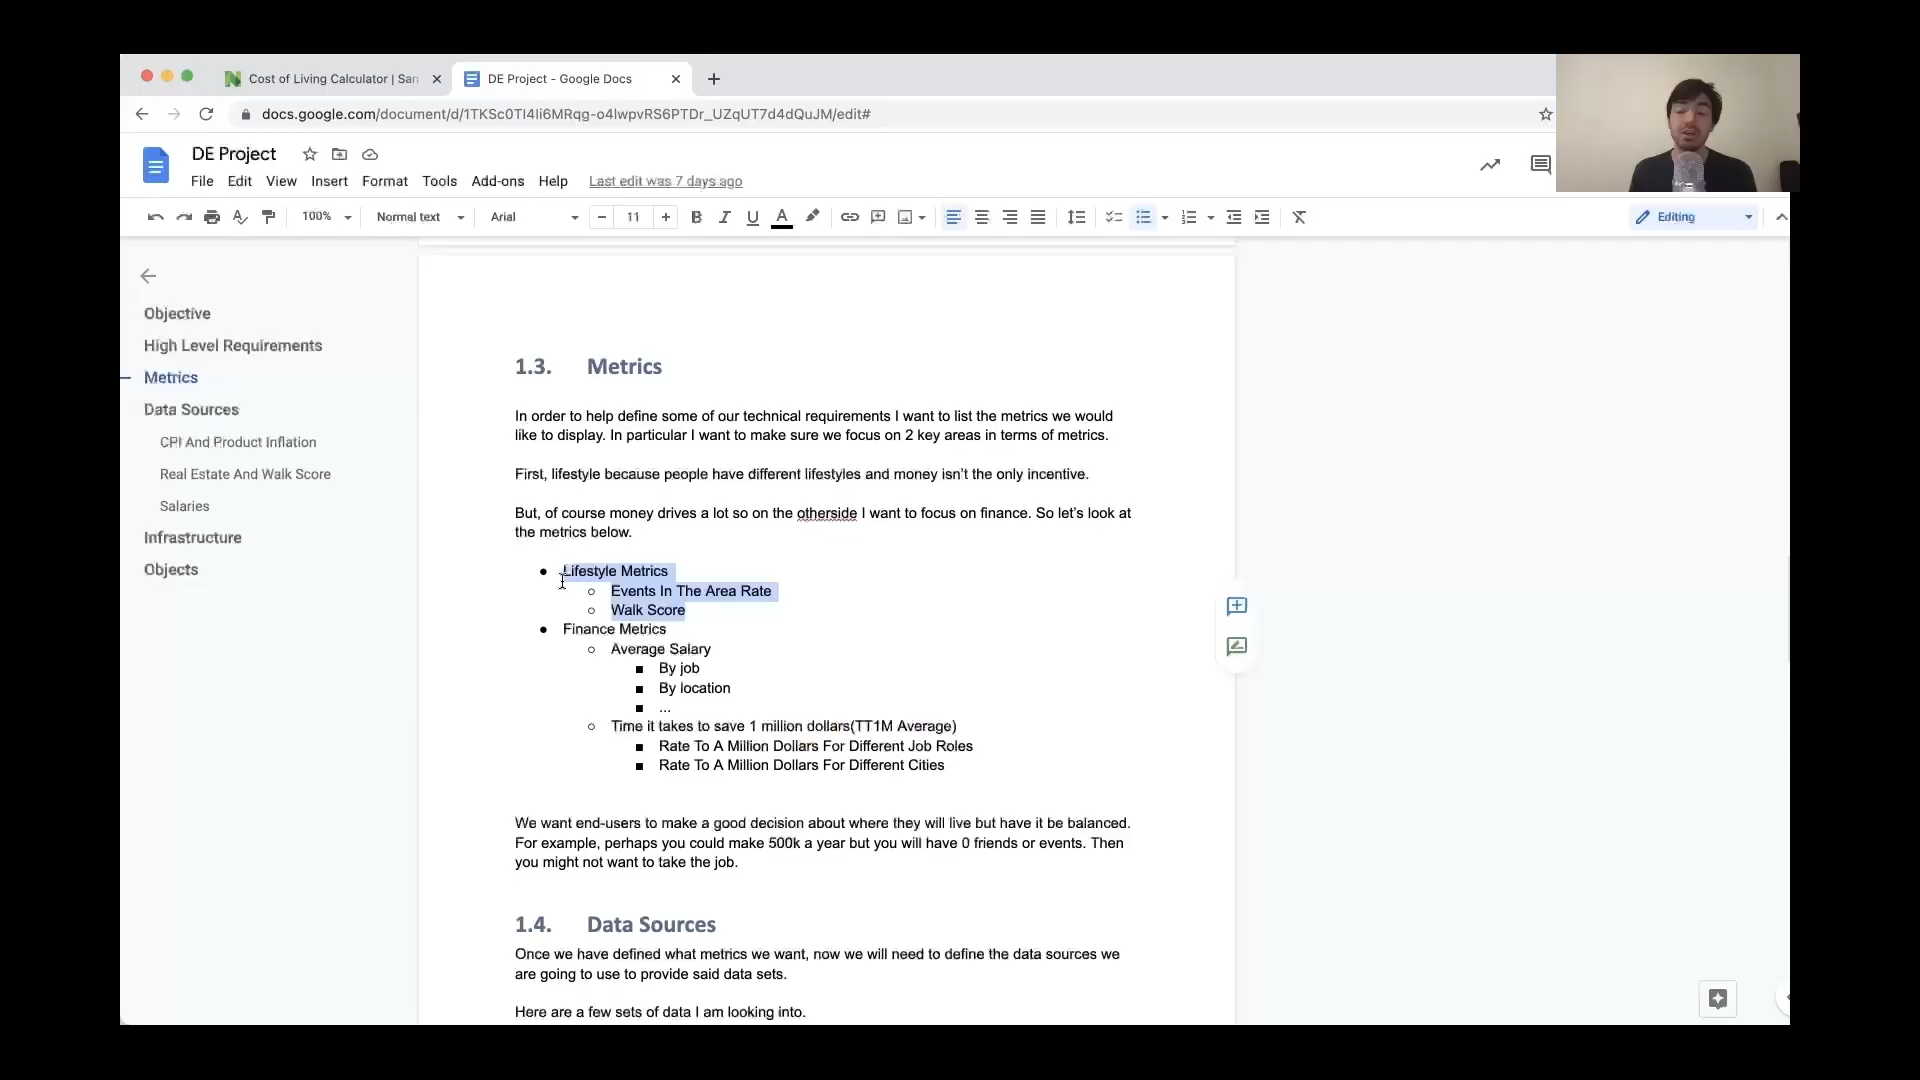 Cost of Living Calculator | San
DE Project - Google Docs
docs.google.com/document/d/1TKSc0TI4Ii6MRqg-o4IwpvRS6PTDr_UZqUT7d4dQuJM/edit#
DE Project
File Edit View Insert Format Tools Add-ons Help Last edit was 7 days ago
100% Normal text Arial 11 Editing
Objective
High Level Requirements
Metrics
Data Sources
CPI And Product Inflation
Real Estate And Walk Score
Salaries
Infrastructure
Objects
1.3. Metrics
In order to help define some of our technical requirements I want to list the metrics we would
like to display. In particular I want to make sure we focus on 2 key areas in terms of metrics.
First, lifestyle because people have different lifestyles and money isn't the only incentive.
But, of course money drives a lot so on the otherside I want to focus on finance. So let's look at
the metrics below.
● Lifestyle Metrics
○ Events In The Area Rate
○ Walk Score
● Finance Metrics
○ Average Salary
■ By job
■ By location
■ ...
○ Time it takes to save 1 million dollars(TT1M Average)
■ Rate To A Million Dollars For Different Job Roles
■ Rate To A Million Dollars For Different Cities
We want end-users to make a good decision about where they will live but have it be balanced.
For example, perhaps you could make 500k a year but you will have 0 friends or events. Then
you might not want to take the job.
1.4. Data Sources
Once we have defined what metrics we want, now we will need to define the data sources we
are going to use to provide said data sets.
Here are a few sets of data I am looking into.